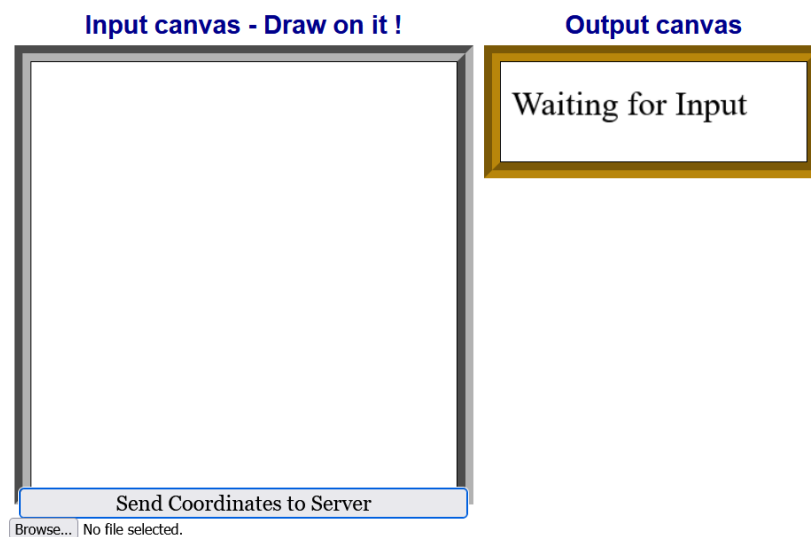 Input canvas - Draw on it !
Output canvas
Waiting for Input
Send Coordinates to Server
Browse... No file selected.